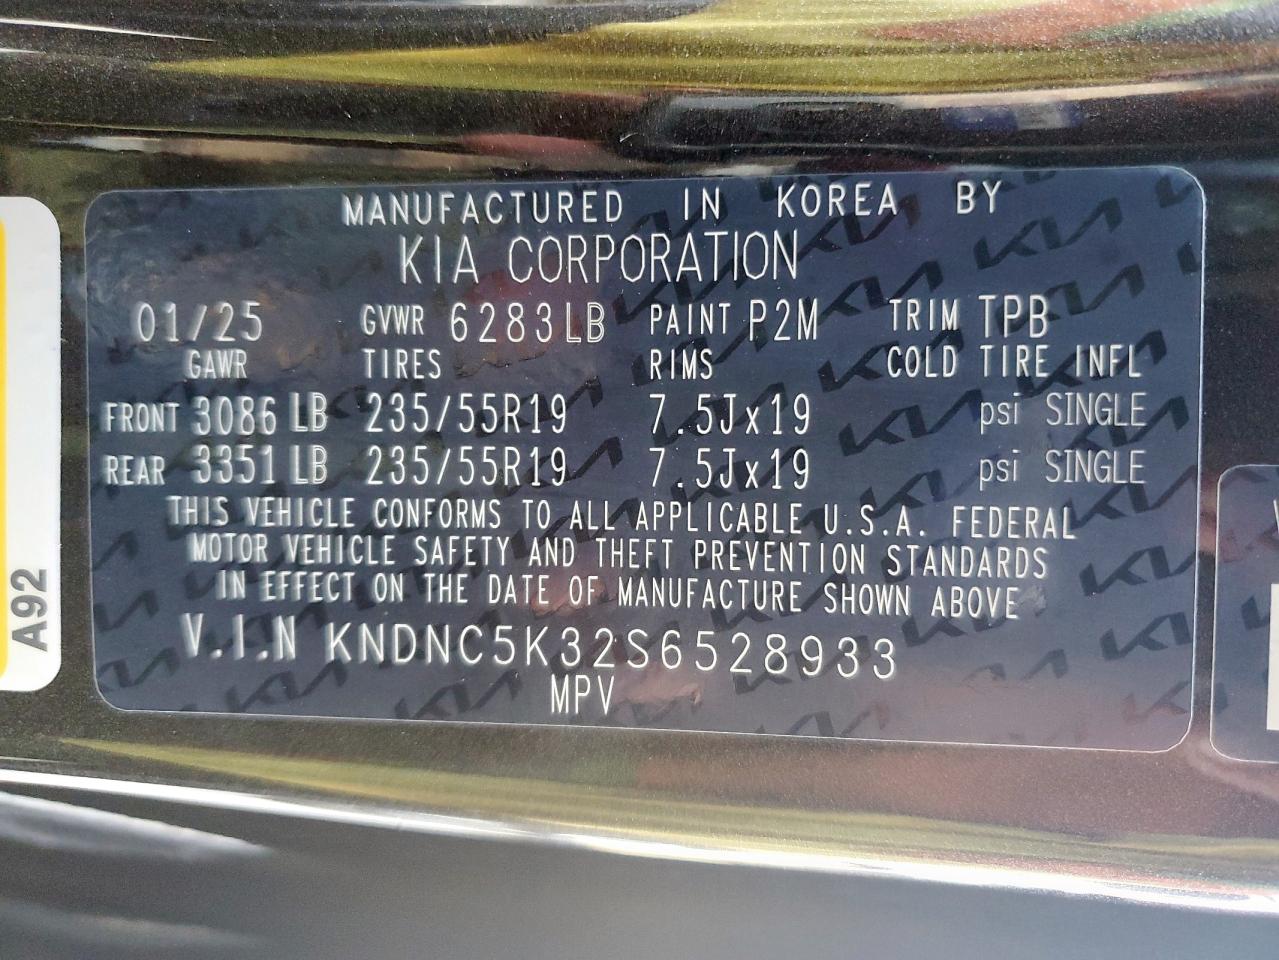 MANUFACTURED IN KOREA BY
KIA CORPORATION
01/25 GVWR 6283LB PAINT P2M TRIM TPB
GAWR TIRES RIMS COLD TIRE INFL
FRONT 3086 LB 235/55R19 7.5Jx19 psi SINGLE
REAR 3351 LB 235/55R19 7.5Jx19 psi SINGLE
THIS VEHICLE CONFORMS TO ALL APPLICABLE U.S.A. FEDERAL
MOTOR VEHICLE SAFETY AND THEFT PREVENTION STANDARDS
IN EFFECT ON THE DATE OF MANUFACTURE SHOWN ABOVE
V.I.N KNDNC5K32S6528933
MPV
A92